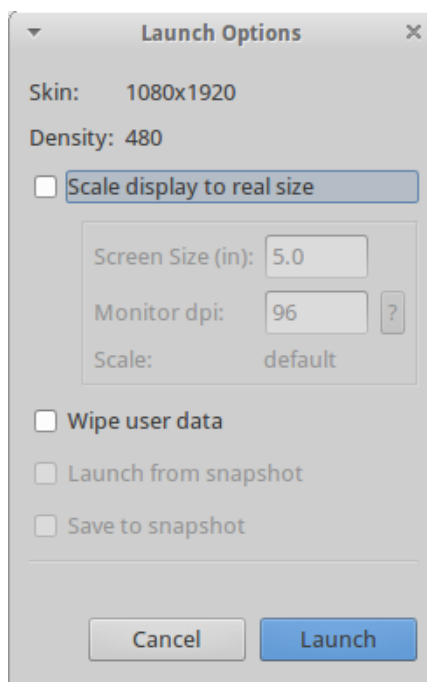 Launch Options
Skin: 1080x1920
Density: 480
Scale display to real size
Screen Size (in): 5.0
Monitor dpi: 96 ?
Scale: default
Wipe user data
Launch from snapshot
Save to snapshot
Cancel Launch